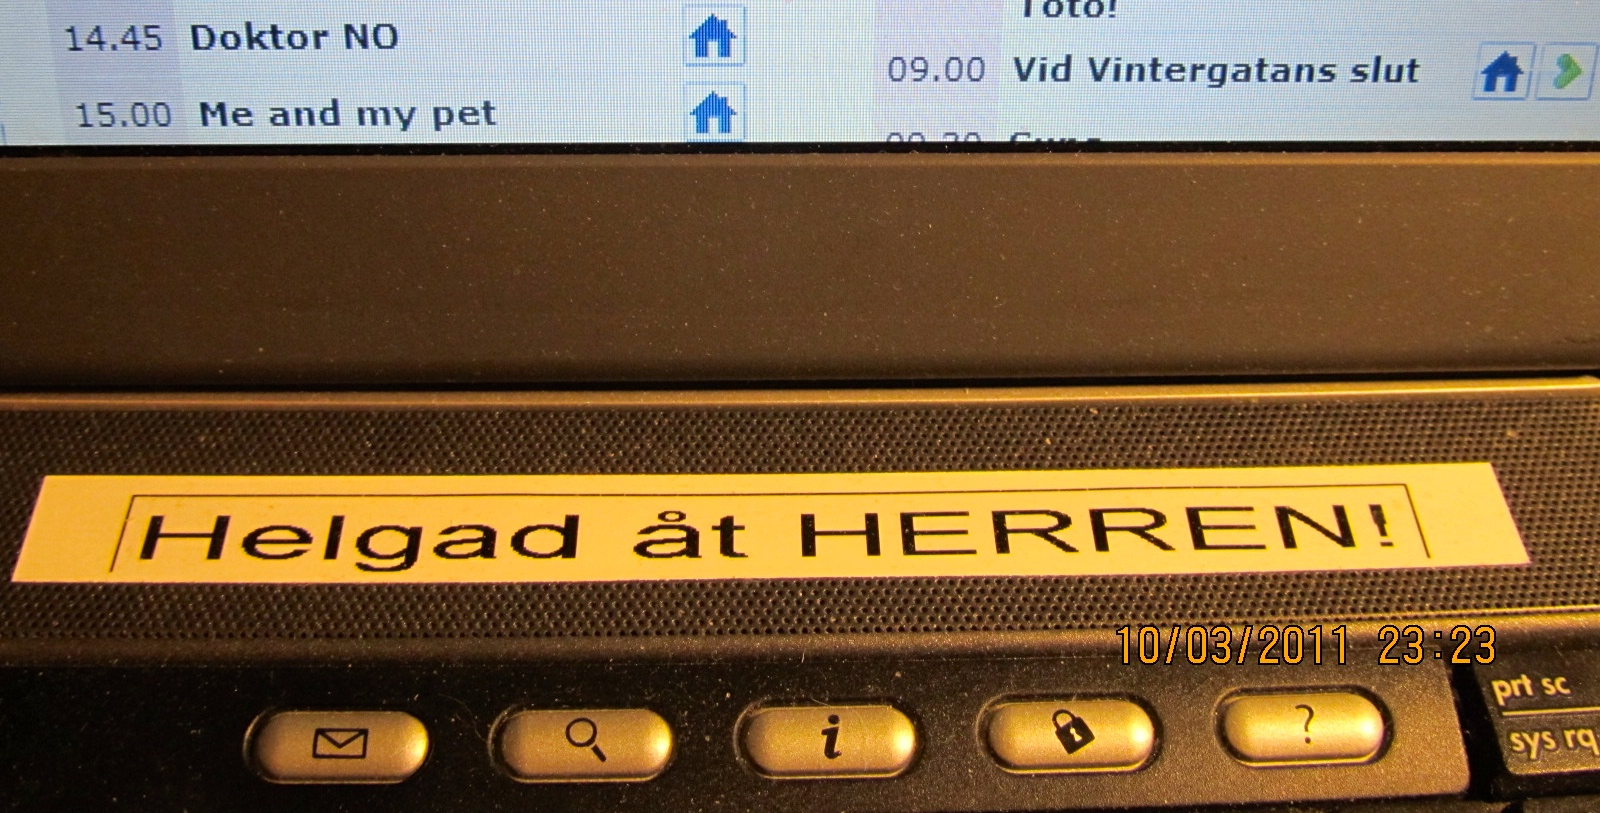 14.45 Doktor NO
15.00 Me and my pet
Toto!
09.00 Vid Vintergatans slut
Helgad åt HERREN!
10/03/2011 23:23
i
?
prt sc
sys rq